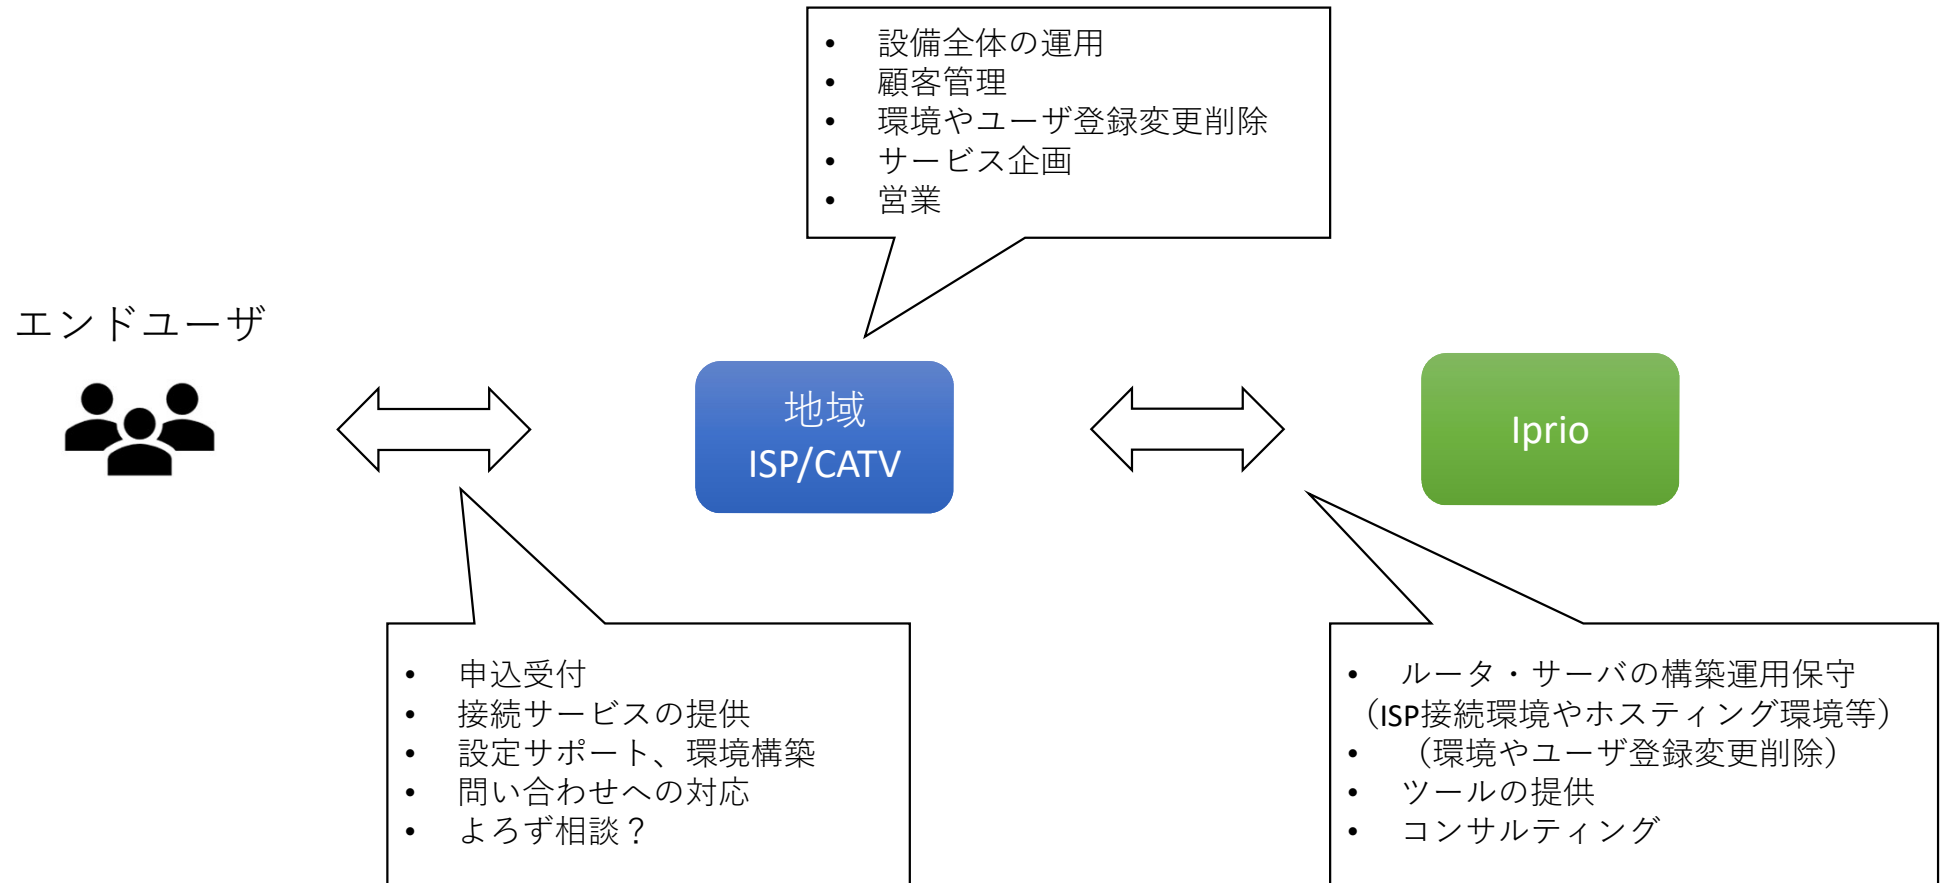 • 設備全体の運用
• 顧客管理
• 環境やユーザ登録変更削除
• サービス企画
• 営業
エンドユーザ
地域
ISP/CATV
Iprio
• 申込受付
• 接続サービスの提供
• 設定サポート、環境構築
• 問い合わせへの対応
• よろず相談？
• ルータ・サーバの構築運用保守
（ISP接続環境やホスティング環境等）
• （環境やユーザ登録変更削除）
• ツールの提供
• コンサルティング